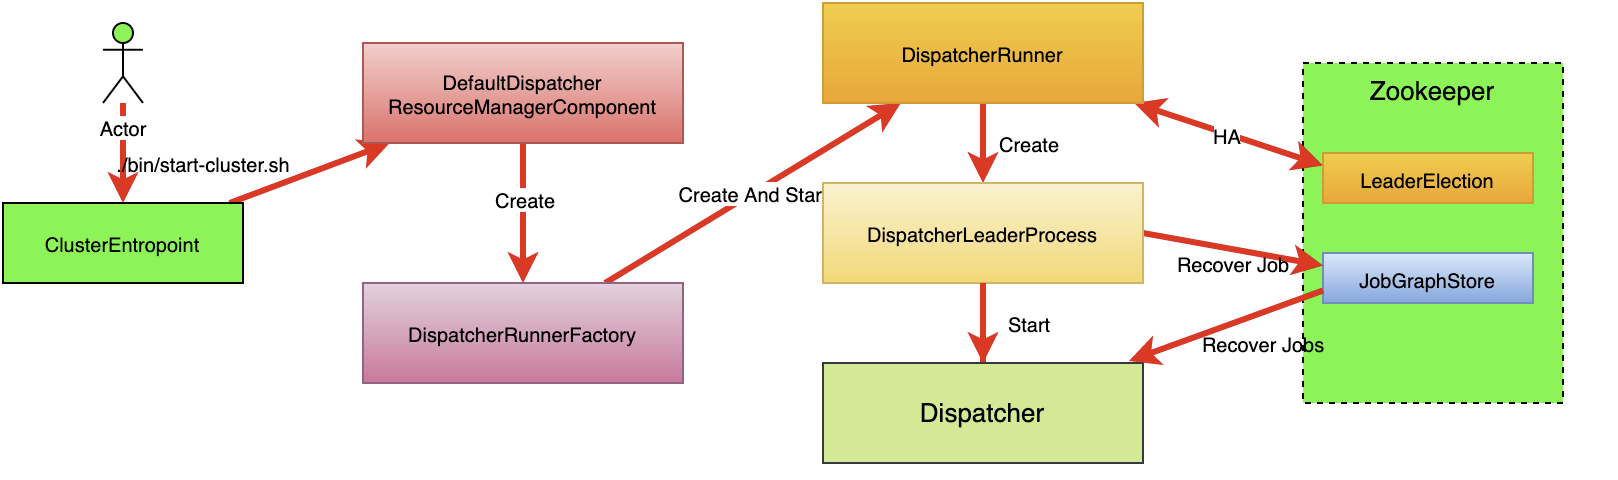 Actor
./bin/start-cluster.sh
ClusterEntropoint
DefaultDispatcher
ResourceManagerComponent
Create
DispatcherRunnerFactory
Create And Star
DispatcherRunner
Create
DispatcherLeaderProcess
Start
Dispatcher
HA
Recover Job
Recover Jobs
Zookeeper
LeaderElection
JobGraphStore